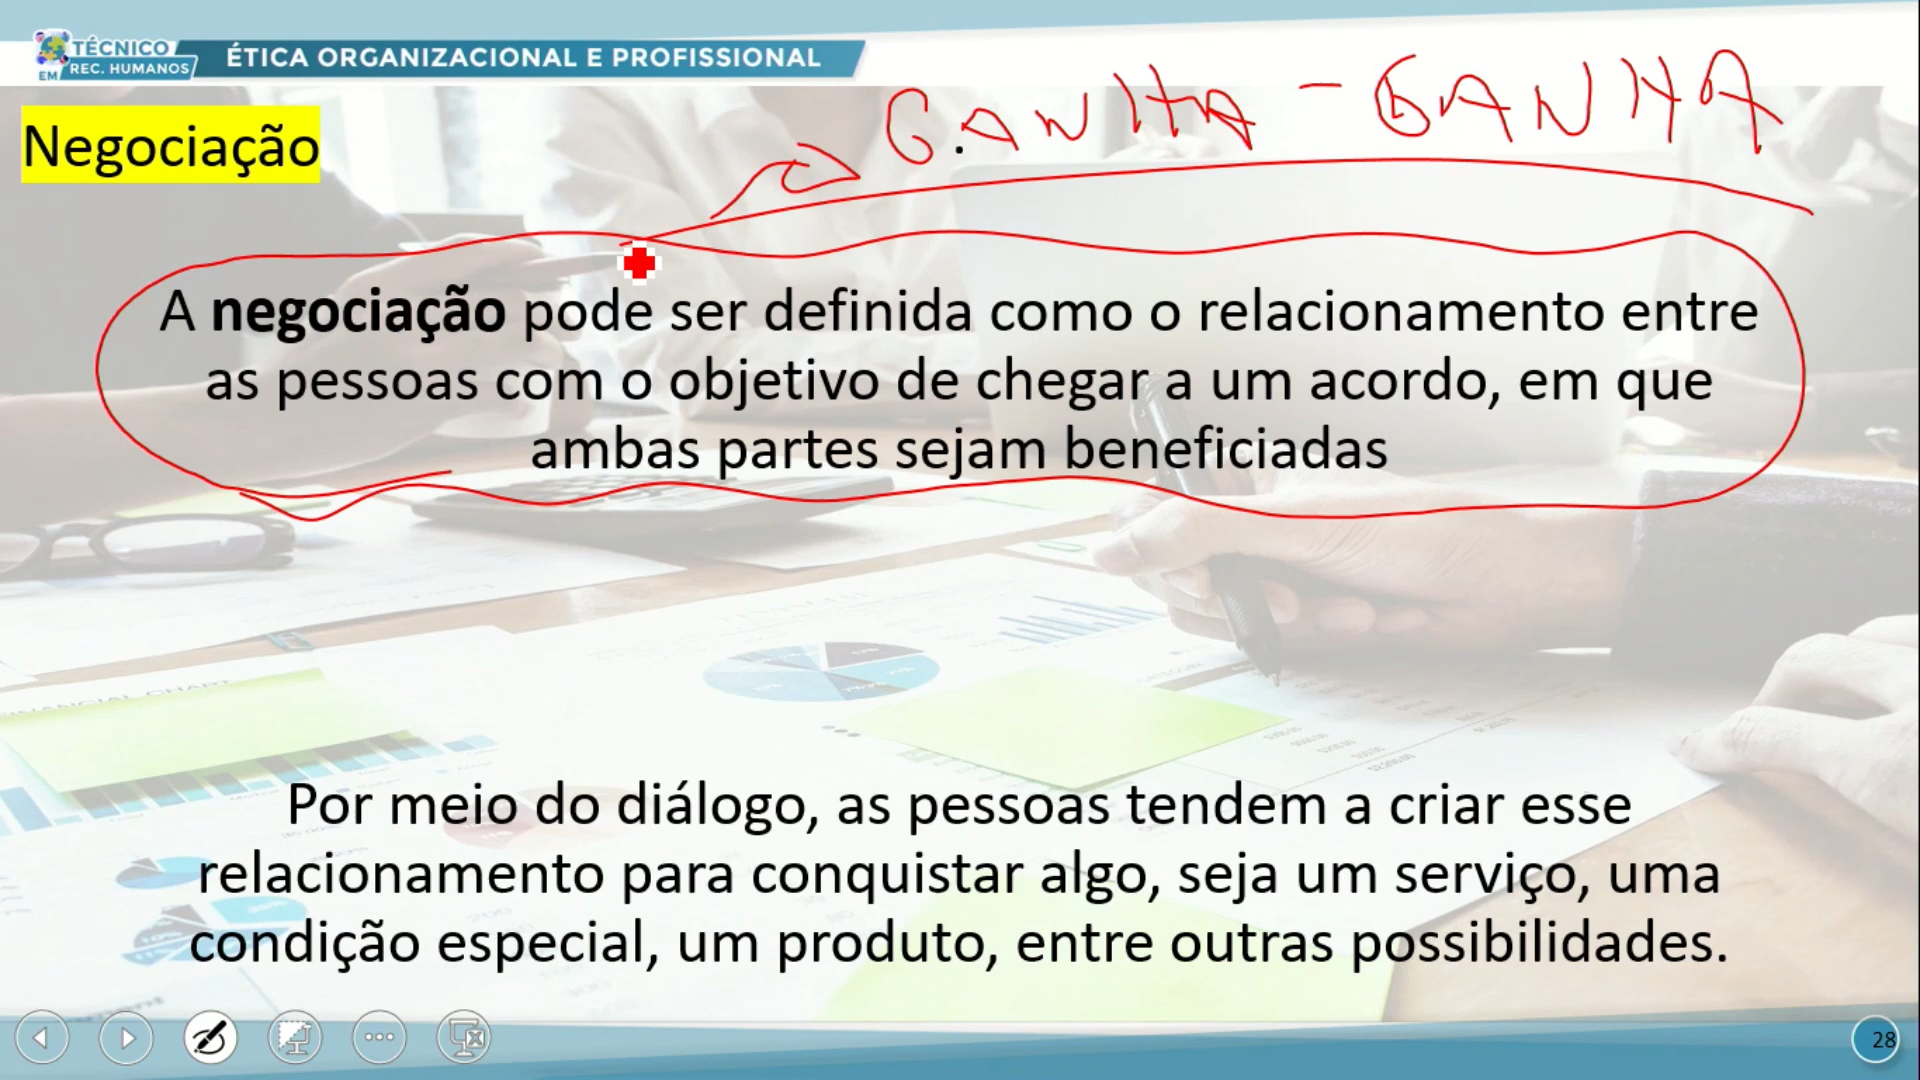 TÉCNICO
EM REC. HUMANOS
ÉTICA ORGANIZACIONAL E PROFISSIONAL
GANHA - GANHA
Negociação
A negociação pode ser definida como o relacionamento entre
as pessoas com o objetivo de chegar a um acordo, em que
ambas partes sejam beneficiadas
FINANCIAL CHART
Por meio do diálogo, as pessoas tendem a criar esse
relacionamento para conquistar algo, seja um serviço, uma
condição especial, um produto, entre outras possibilidades.
28